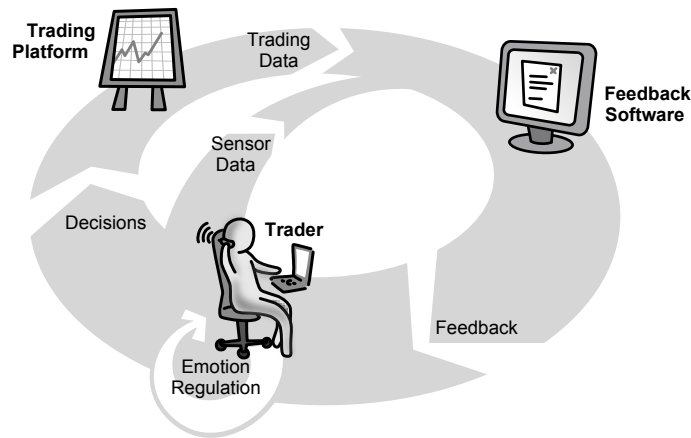 Trading
Platform
Trading
Data
Feedback
Software
Sensor
Data
Decisions
Trader
Feedback
Emotion
Regulation